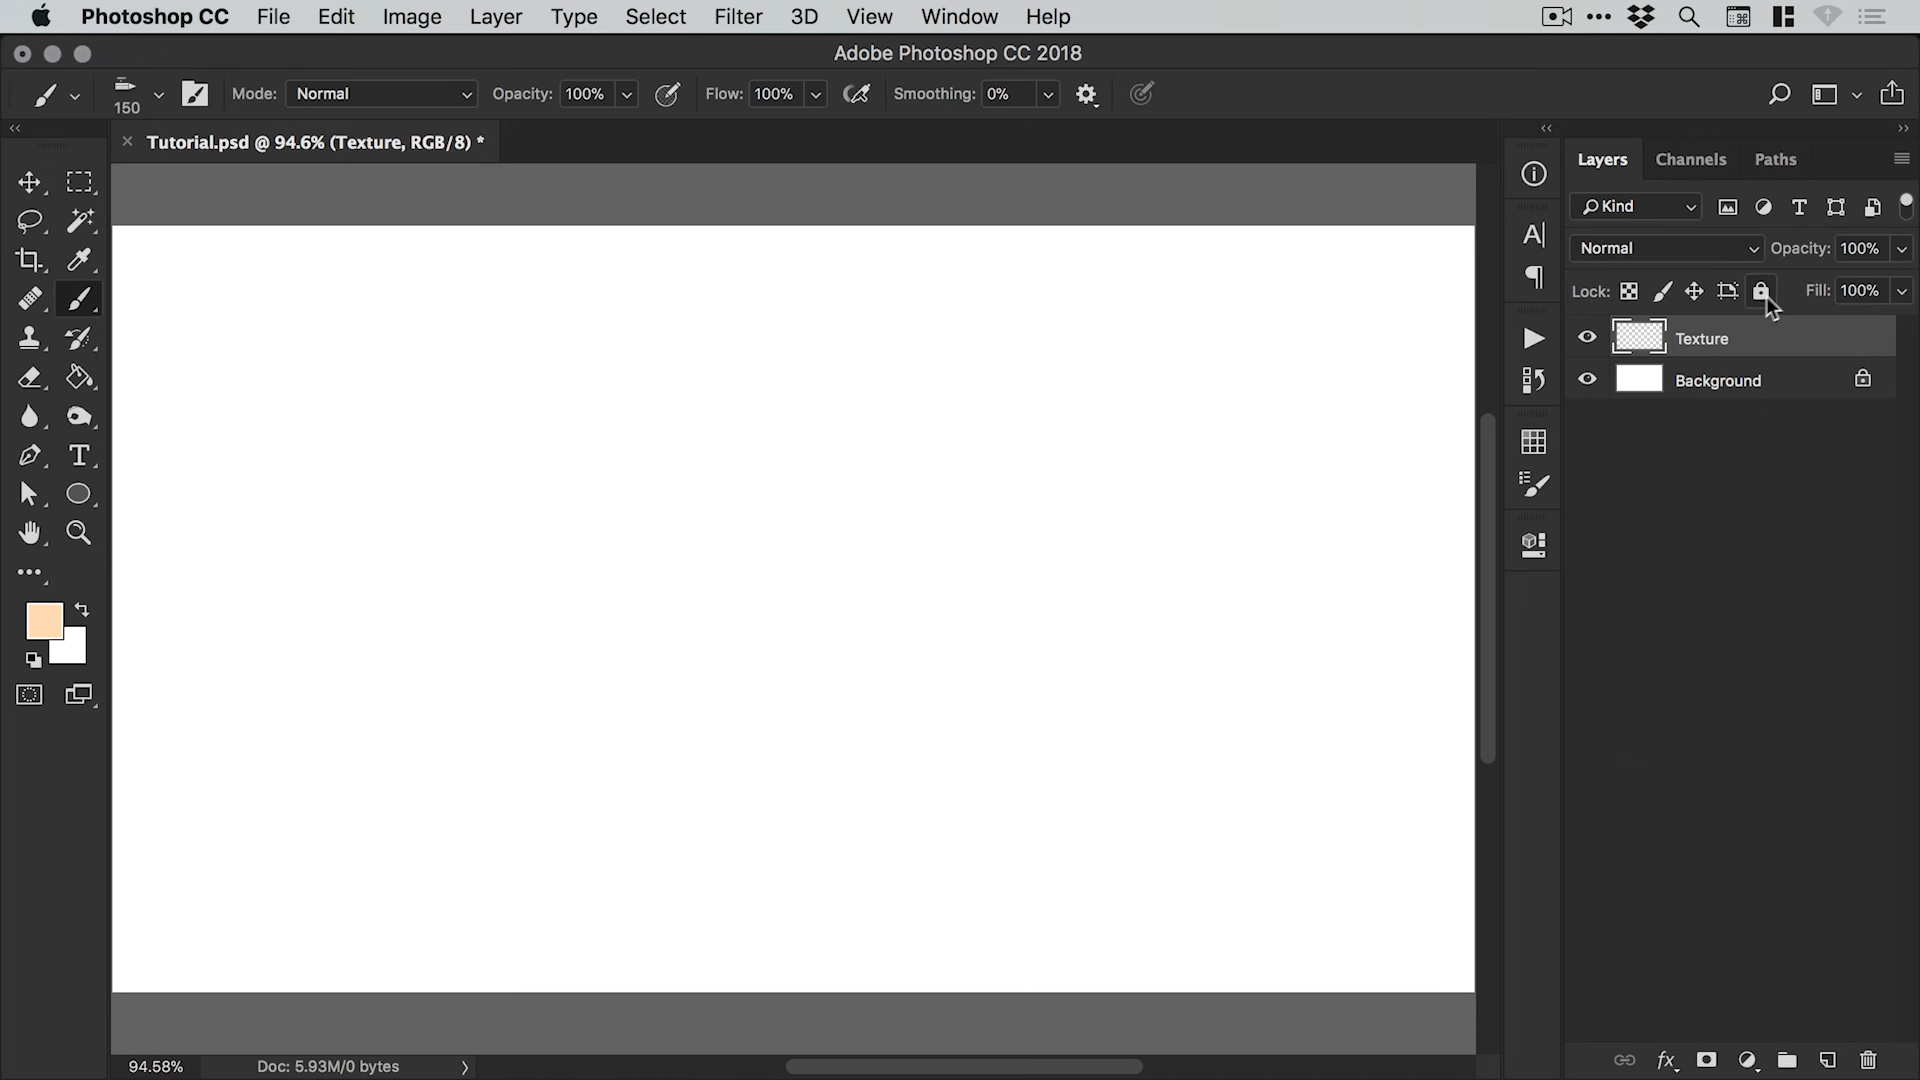 Photoshop CC File Edit Image Layer Type Select Filter 3D View Window Help
Adobe Photoshop CC 2018
150 Mode: Normal Opacity: 100% Flow: 100% Smoothing: 0%
Tutorial.psd @ 94.6% (Texture, RGB/8) *
Layers Channels Paths
Kind
Normal Opacity: 100%
Lock: Fill: 100%
Texture
Background
94.58% Doc: 5.93M/0 bytes